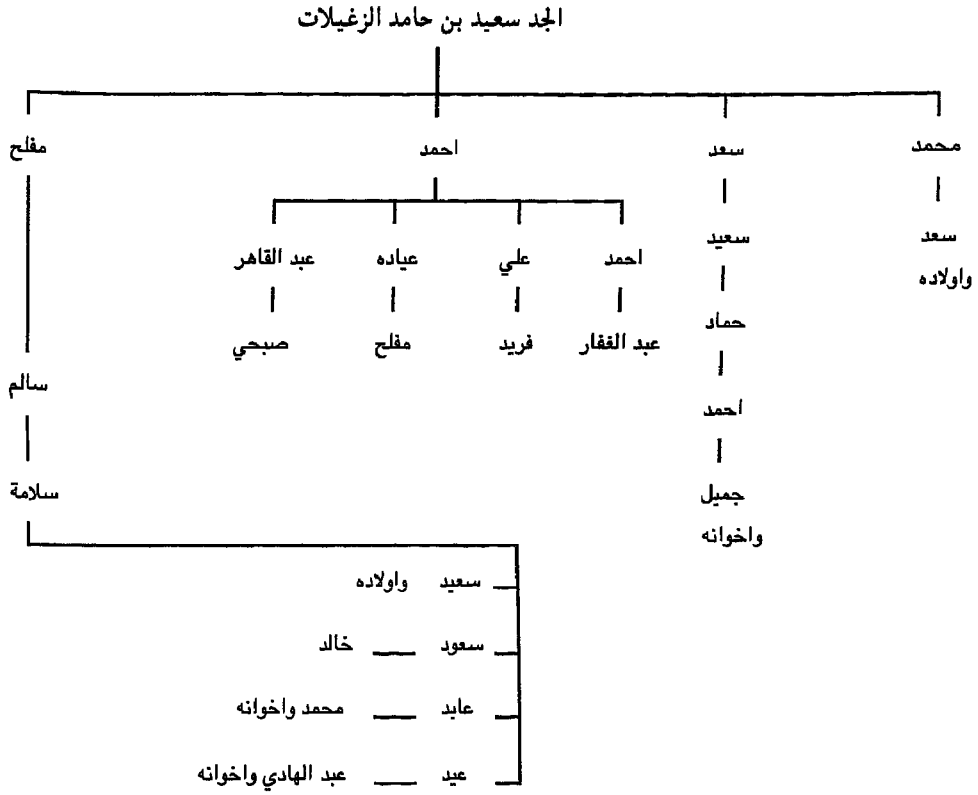 الجد سعيد بن حامد الزغيلات
محمد سعد احمد مفلح
سعد سعيد احمد علي عياده عبد القاهر
واولاده
حماد عبد الغفار فريد مفلح صبحي
سالم
احمد
جميل سلامة
واخوانه
سعيد واولاده
سعود خالد
عابد محمد واخوانه
عيد عبد الهادي واخوانه